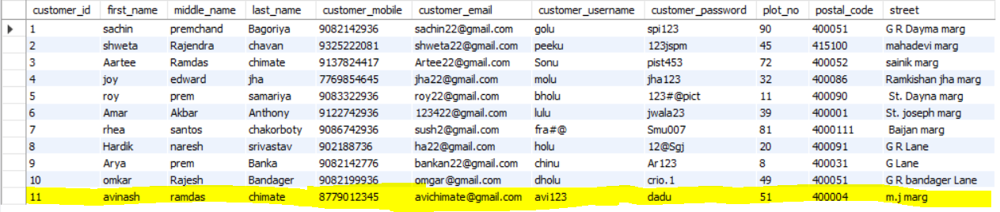 customer_id first_name middle_name last_name customer_mobile customer_email customer_username customer_password plot_no postal_code street
1 sachin premchand Bagoriya 9082142936 sachin22@gmail.com golu spi123 90 400051 G R Dayma marg
2 shweta Rajendra chavan 9325222081 shweta22@gmail.com peeku 123jspm 45 415100 mahadevi marg
3 Aartee Ramdas chimate 9137824417 Artee22@gmail.com Sonu pist453 72 400052 sainik marg
4 joy edward jha 7769854645 jha22@gmail.com molu jha123 32 400086 Ramkishan jha marg
5 roy prem samariya 9083322936 roy22@gmail.com bholu 123#@pict 11 400090 St. Dayna marg
6 Amar Akbar Anthony 9122742936 123422@gmail.com lulu jwala23 39 400001 St. joseph marg
7 rhea santos chakorboty 9086742936 sush2@gmail.com fra#@ Smu007 81 4000111 Baijan marg
8 Hardik naresh srivastav 902188736 ha22@gmail.com holu 12@Sgj 20 400091 G R Lane
9 Arya prem Banka 9082142776 bankan22@gmail.com chinu Ar123 8 400031 G Lane
10 omkar Rajesh Bandager 9082199936 omgar@gmail.com dholu crio.1 49 400051 G R bandager Lane
11 avinash ramdas chimate 8779012345 avichimate@gmail.com avi123 dadu 51 400004 m.j marg